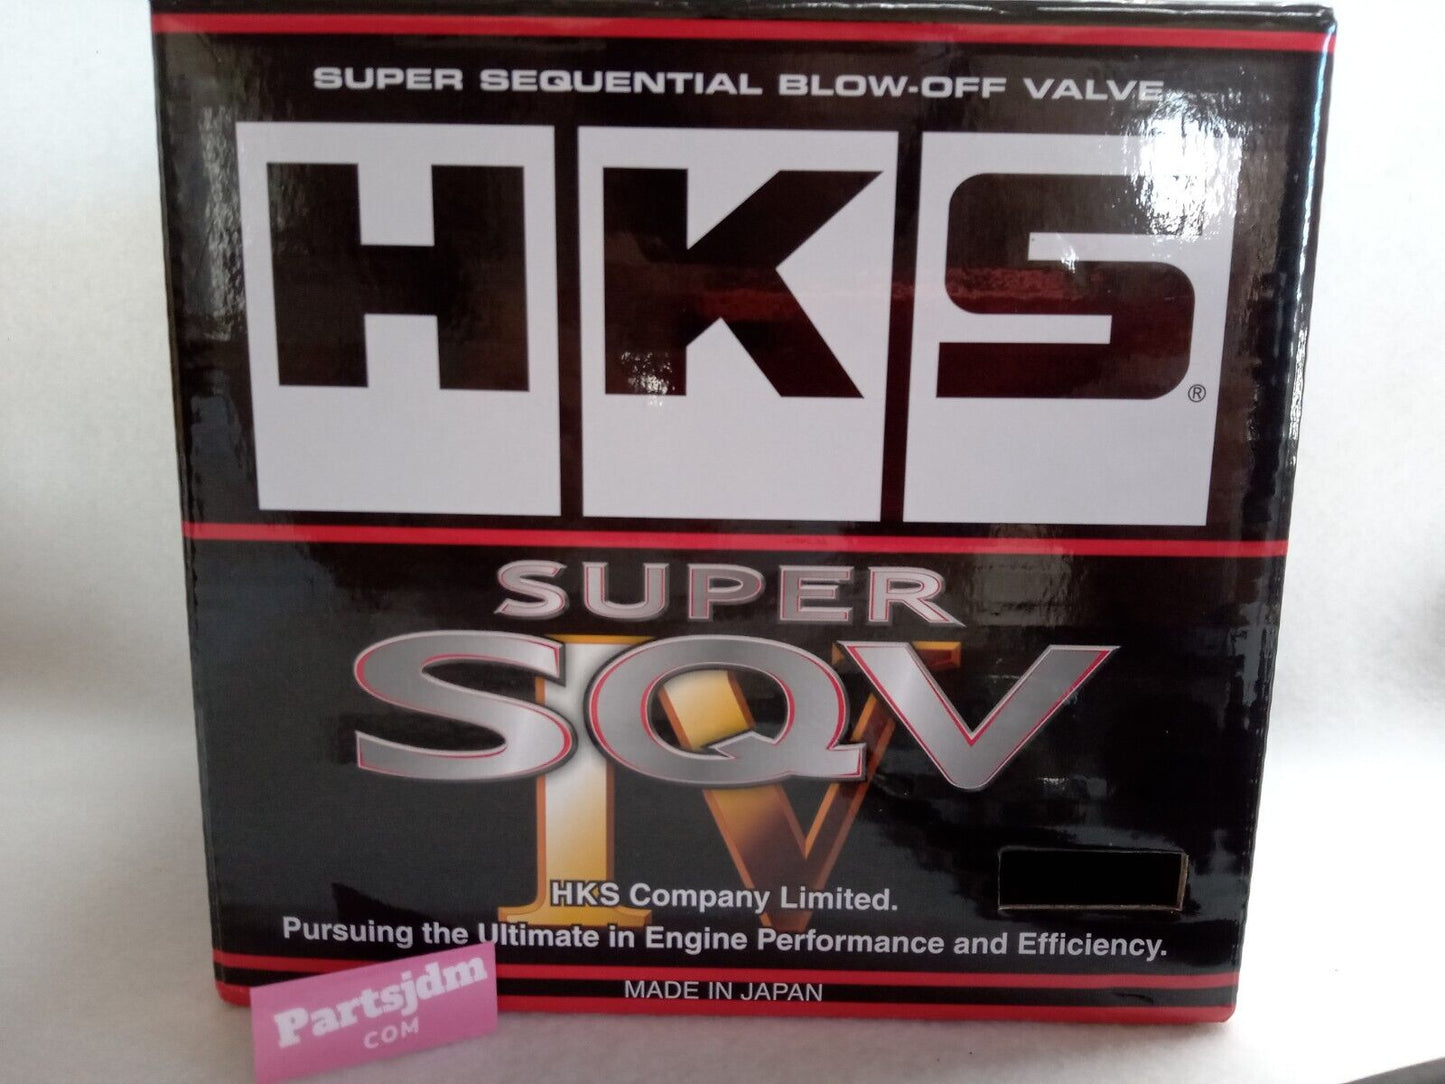 SUPER SEQUENTIAL BLOW-OFF VALVE
HKS®
SUPER
SQV
IV
HKS Company Limited.
Pursuing the Ultimate in Engine Performance and Efficiency.
MADE IN JAPAN
Partsjdm
COM